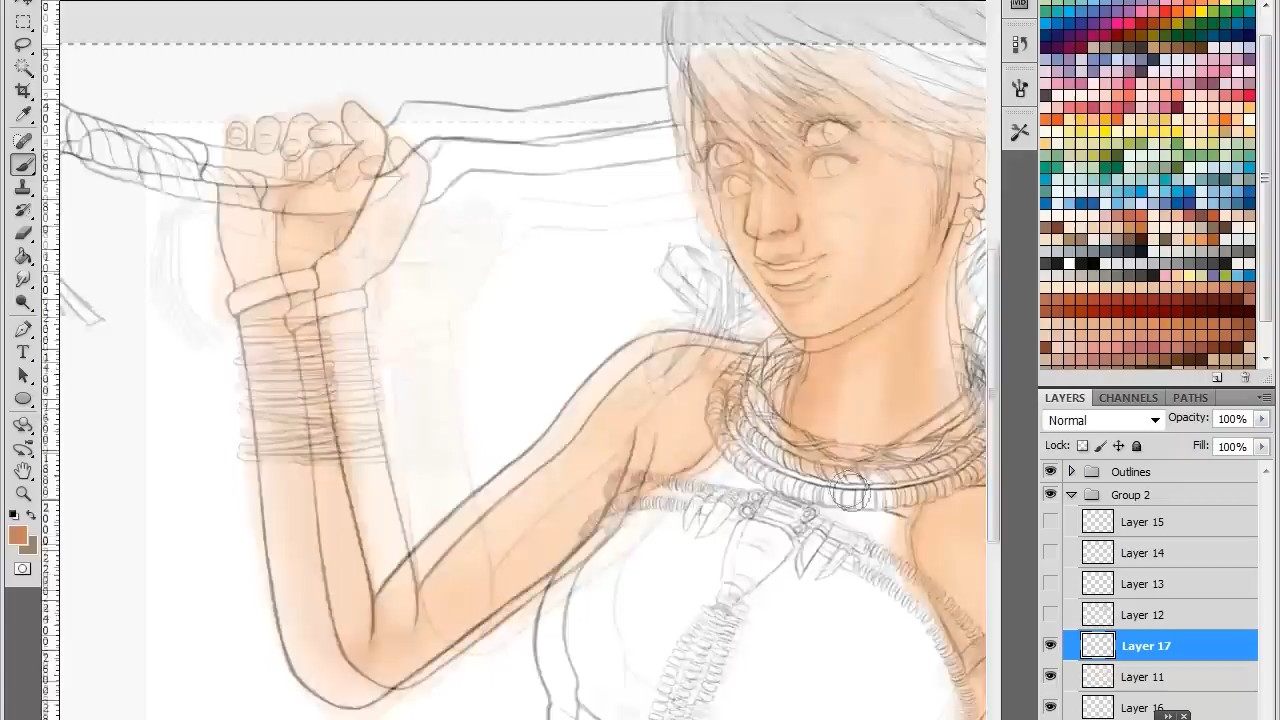 LAYERS CHANNELS PATHS
Normal Opacity: 100%
Lock: Fill: 100%
Outlines
Group 2
Layer 15
Layer 14
Layer 13
Layer 12
Layer 17
Layer 11
Layer 16